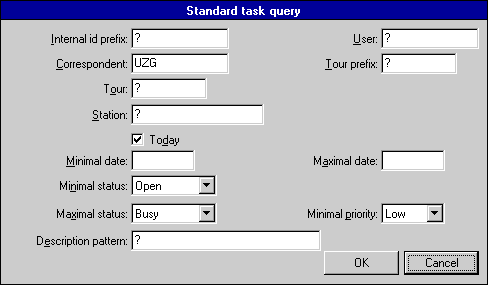 Standard task query
Internal id prefix: ? User: ?
Correspondent: UZG Tour prefix: ?
Tour: ?
Station: ?
Today
Minimal date: Maximal date:
Minimal status: Open
Maximal status: Busy Minimal priority: Low
Description pattern: ?
OK Cancel